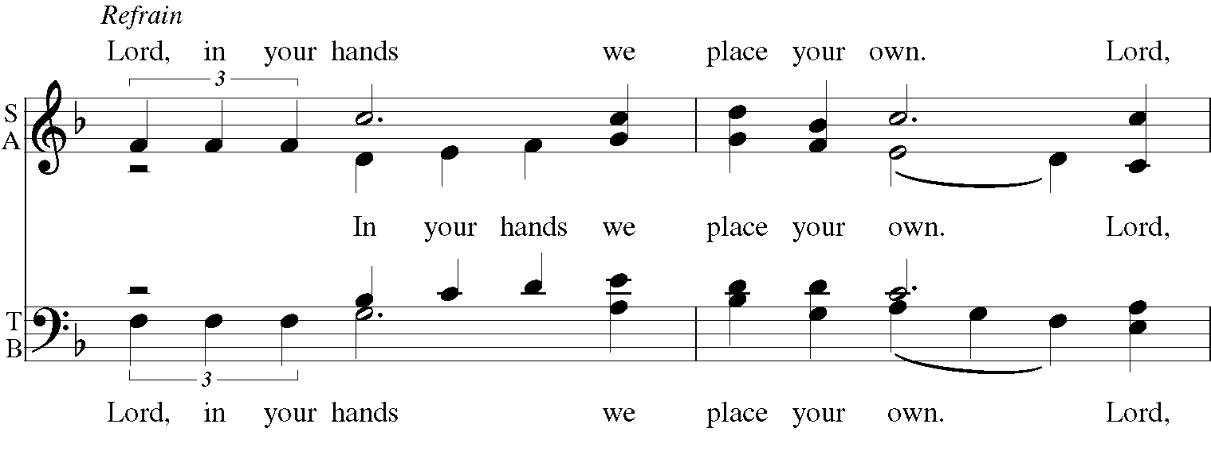 Refrain
Lord, in your hands we place your own. Lord,
3
S
A
In your hands we place your own. Lord,
T
B
3
Lord, in your hands we place your own. Lord,